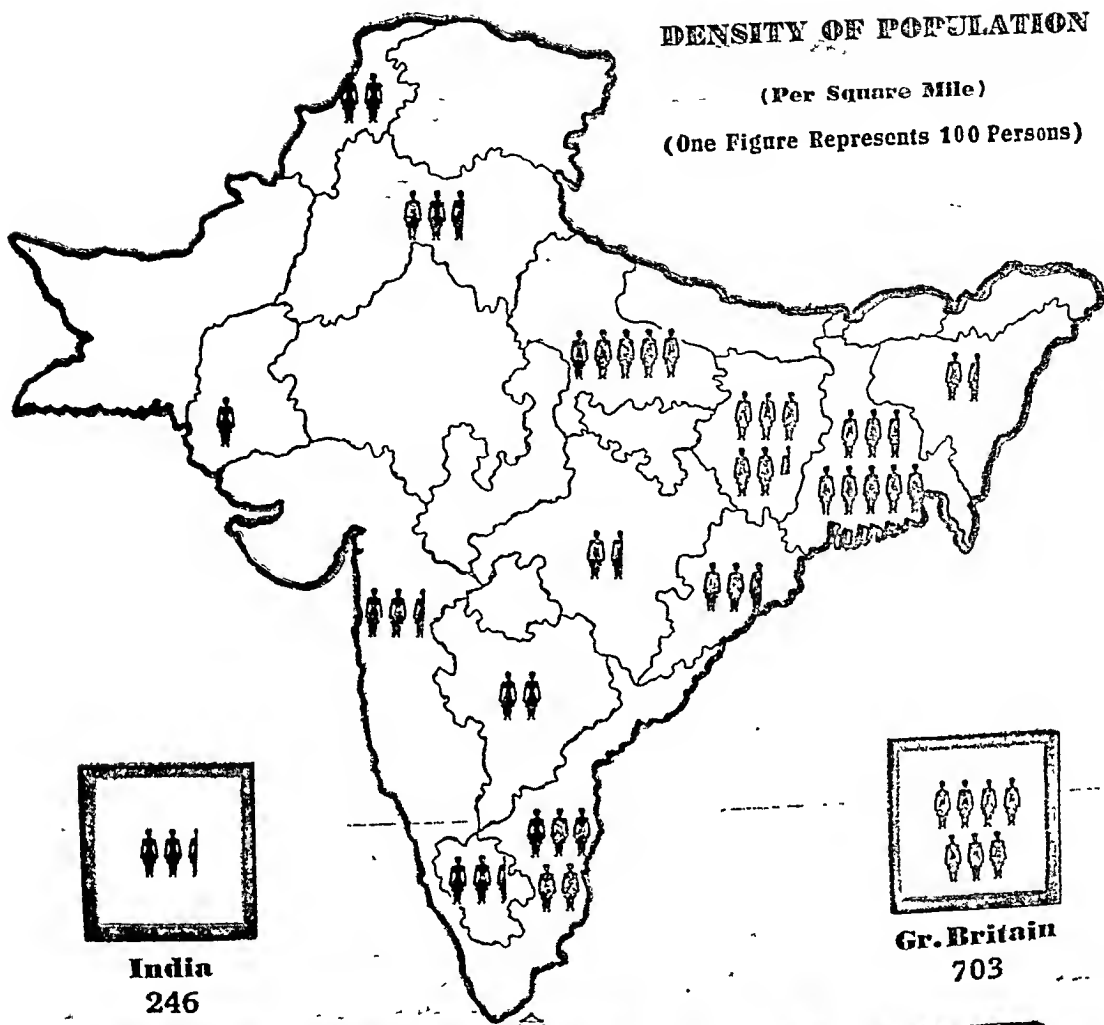 DENSITY OF POPULATION
(Per Square Mile)
(One Figure Represents 100 Persons)
India
246
Gr. Britain
703